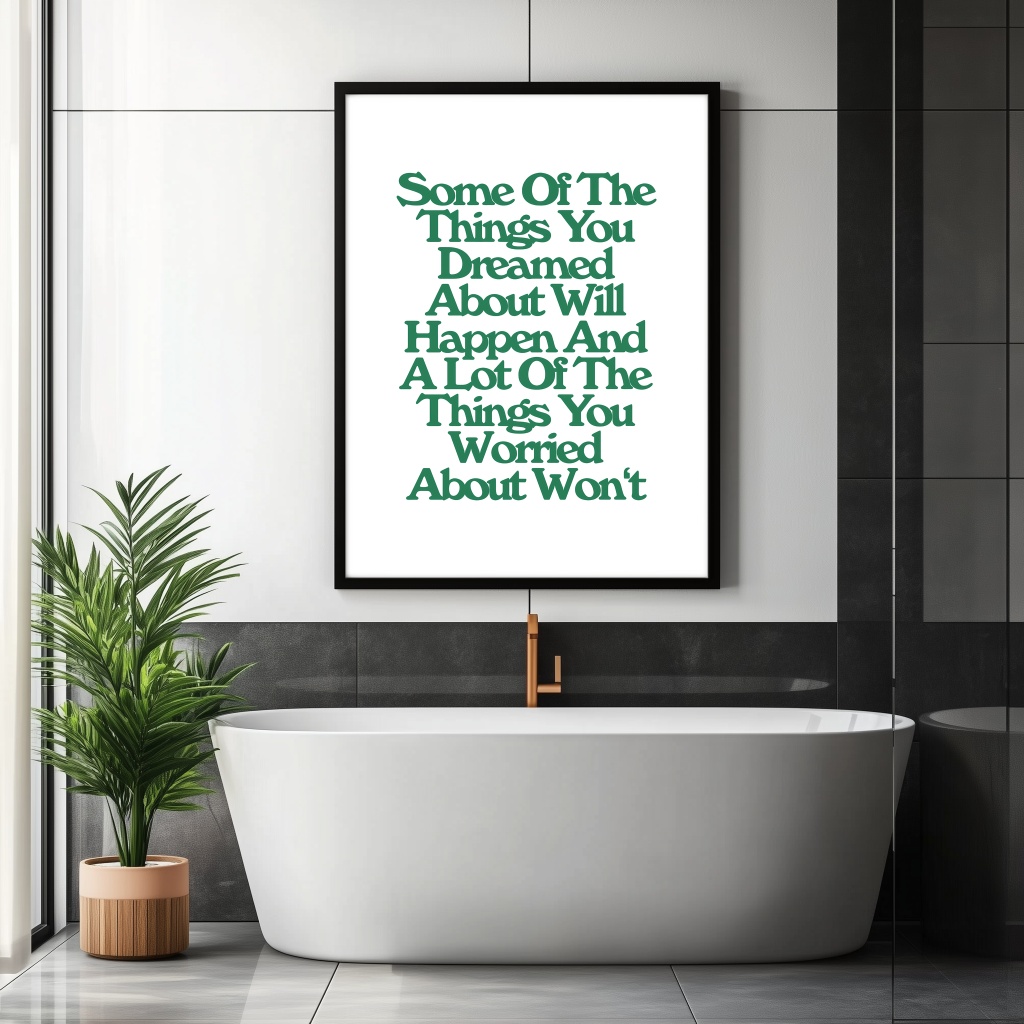 Some Of The
Things You
Dreamed
About Will
Happen And
A Lot Of The
Things You
Worried
About Won‘t